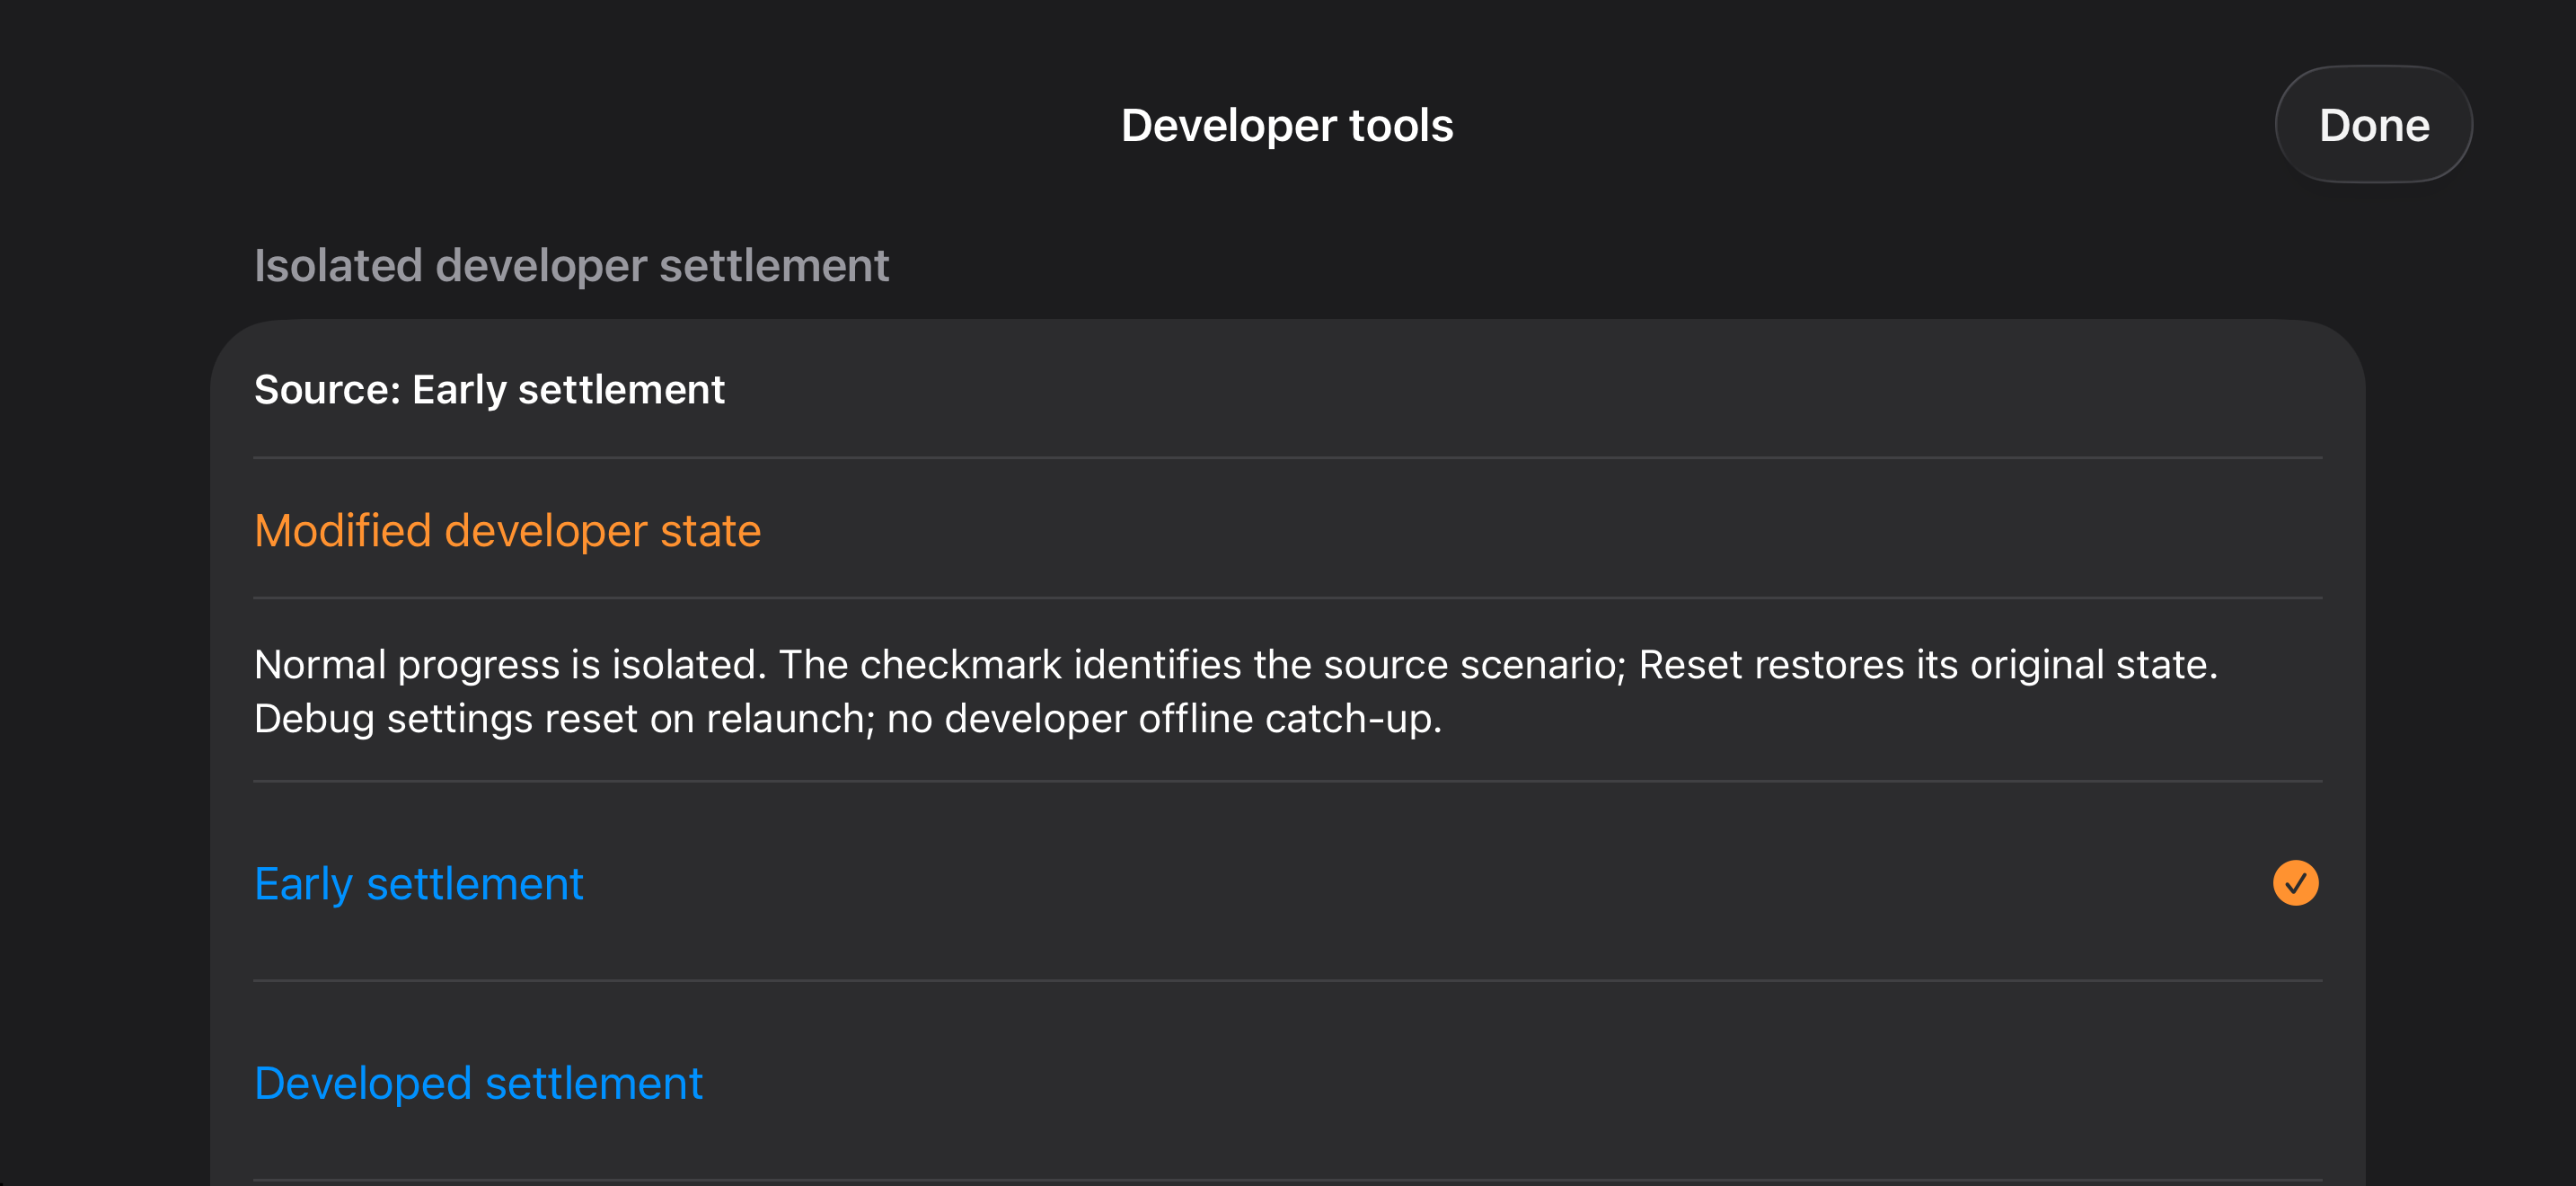 Developer tools
Done
Isolated developer settlement
Source: Early settlement
Modified developer state
Normal progress is isolated. The checkmark identifies the source scenario; Reset restores its original state.
Debug settings reset on relaunch; no developer offline catch-up.
Early settlement
Developed settlement